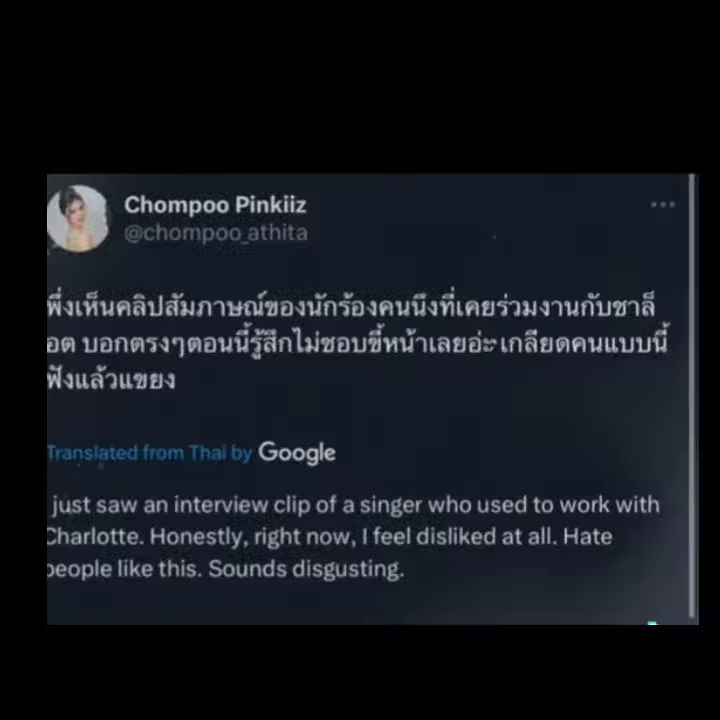 Chompoo Pinkiiz
@chompoo_athita
พึ่งเห็นคลิปสัมภาษณ์ของนักร้องคนนึงที่เคยร่วมงานกับชาล็
อต บอกตรงๆตอนนี้รู้สึกไม่ชอบขี้หน้าเลยอ่ะ เกลียดคนแบบนี้
ฟังแล้วแขยง
Translated from Thai by Google
just saw an interview clip of a singer who used to work with
Charlotte. Honestly, right now, I feel disliked at all. Hate
people like this. Sounds disgusting.